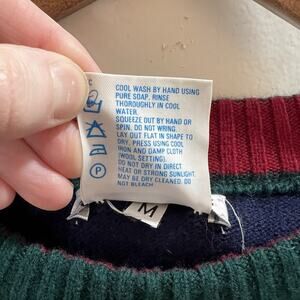 C
COOL WASH BY HAND USING
PURE SOAP, RINSE
THOROUGHLY IN COOL
WATER.
SQUEEZE OUT BY HAND OR
SPIN. DO NOT WRING.
LAY OUT FLAT IN SHAPE TO
DRY. PRESS USING COOL
IRON AND DAMP CLOTH
(WOOL SETTING).
DO NOT DRY IN DIRECT
HEAT OR STRONG SUNLIGHT.
MAY BE DRY CLEANED. DO
NOT BLEACH.
P
M